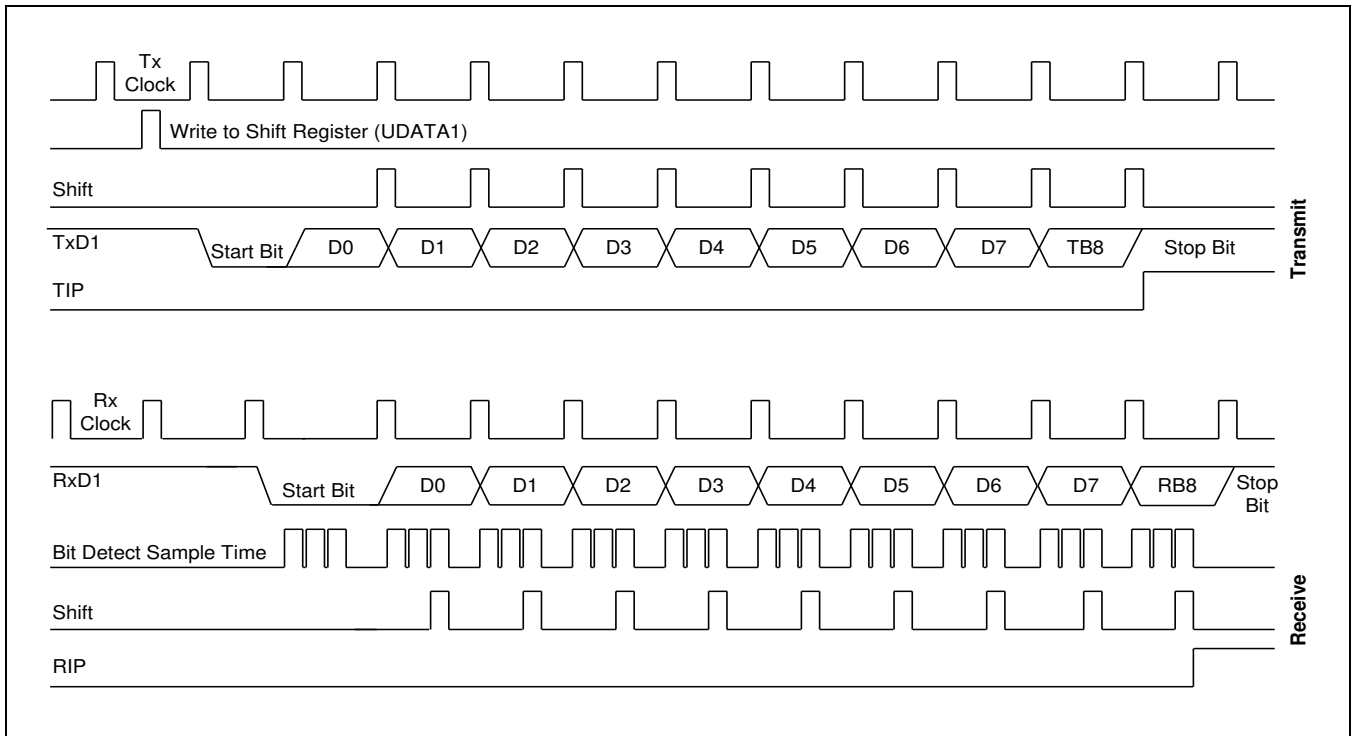 Tx
Clock
Write to Shift Register (UDATA1)
Shift
TxD1
Start Bit
D0
D1
D2
D3
D4
D5
D6
D7
TB8
Stop Bit
TIP
Transmit
Rx
Clock
RxD1
Start Bit
D0
D1
D2
D3
D4
D5
D6
D7
RB8
Stop
Bit
Bit Detect Sample Time
Shift
RIP
Receive